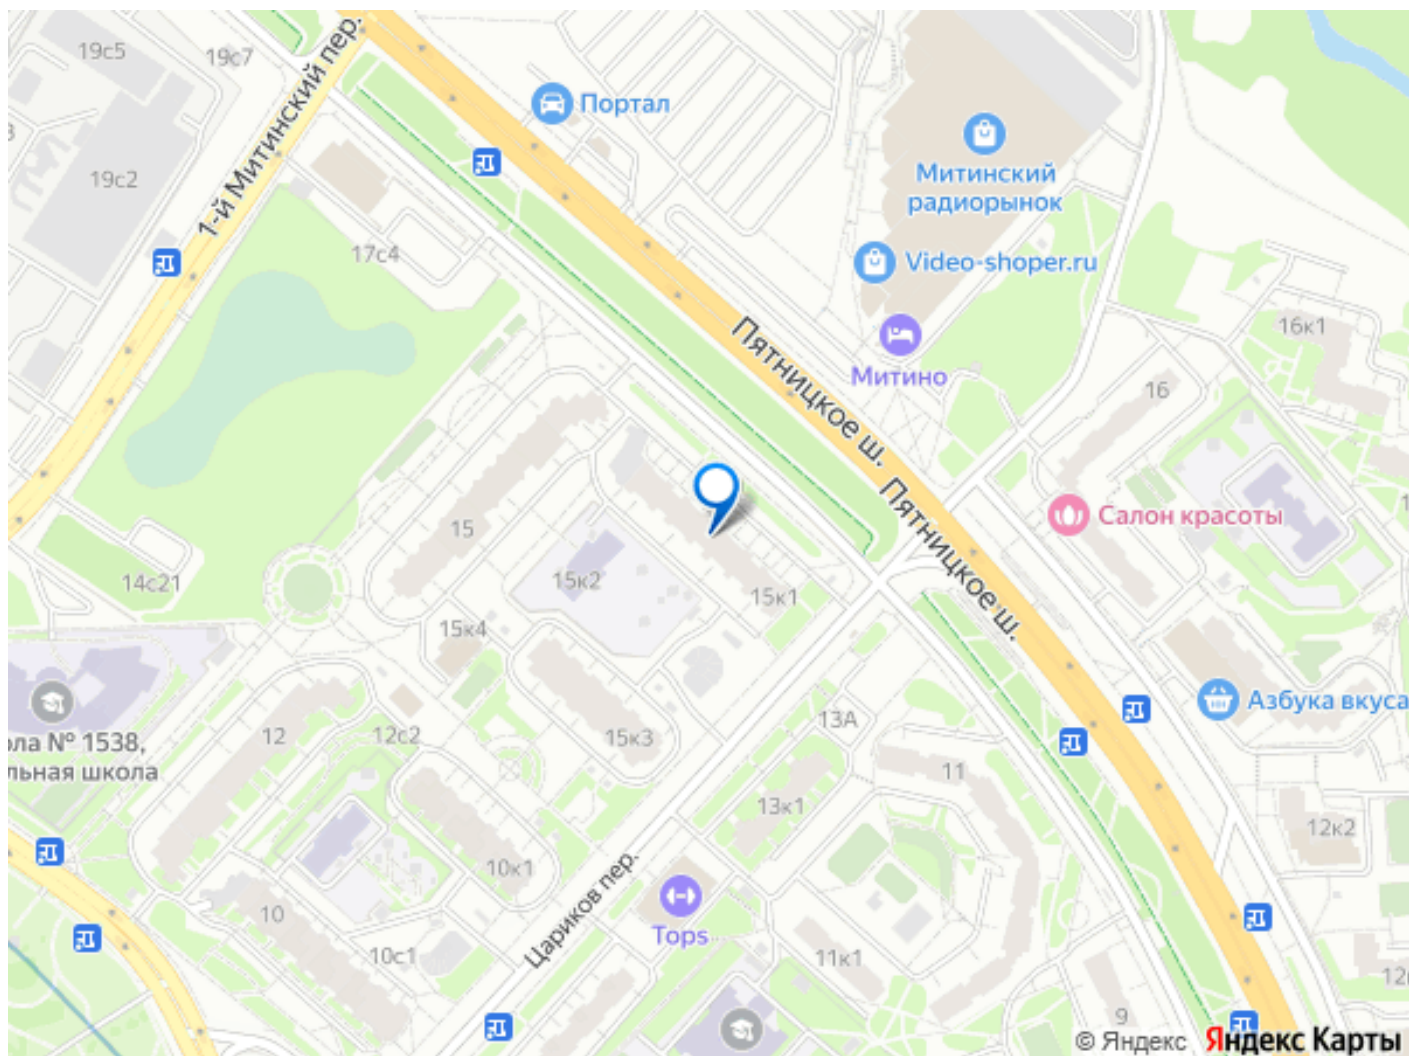 19с5
19с7
1-й Митинский пер.
Портал
Митинский
радиорынок
19с2
17с4
Video-shoper.ru
16к1
Пятницкое ш.
Митино
16
Пятницкое ш.
Салон красоты
15
15к2
14с21
15к1
15к4
Азбука вкуса
13А
12
12с2
15к3
ола № 1538,
льная школа
11
13к1
12к2
10к1
Цариков пер.
10
Tops
10с1
11к1
9
© Яндекс Яндекс Карты